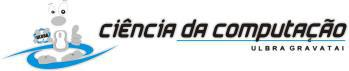 ciência da computação
ULBRA GRAVATAI